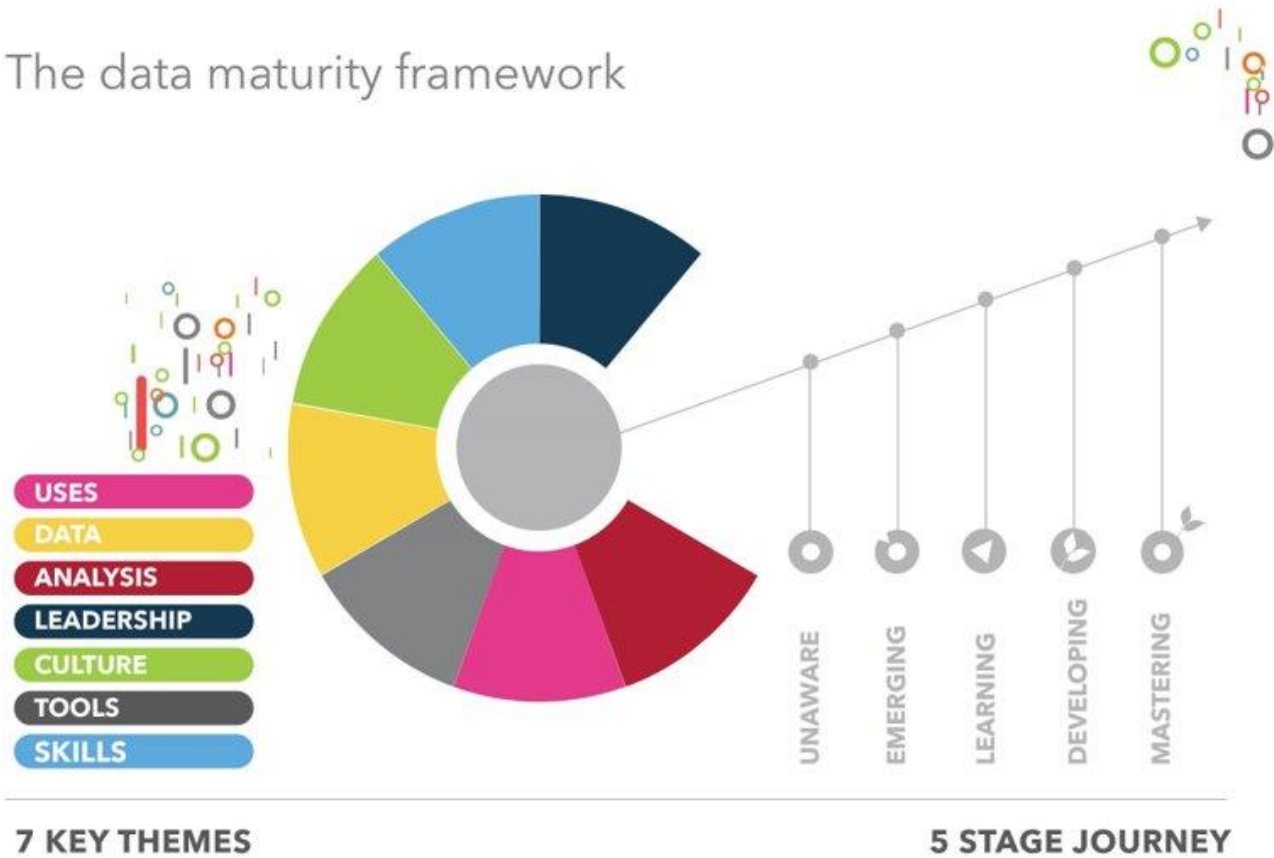 The data maturity framework
USES
DATA
ANALYSIS
LEADERSHIP
CULTURE
TOOLS
SKILLS
UNAWARE
EMERGING
LEARNING
DEVELOPING
MASTERING
7 KEY THEMES
5 STAGE JOURNEY